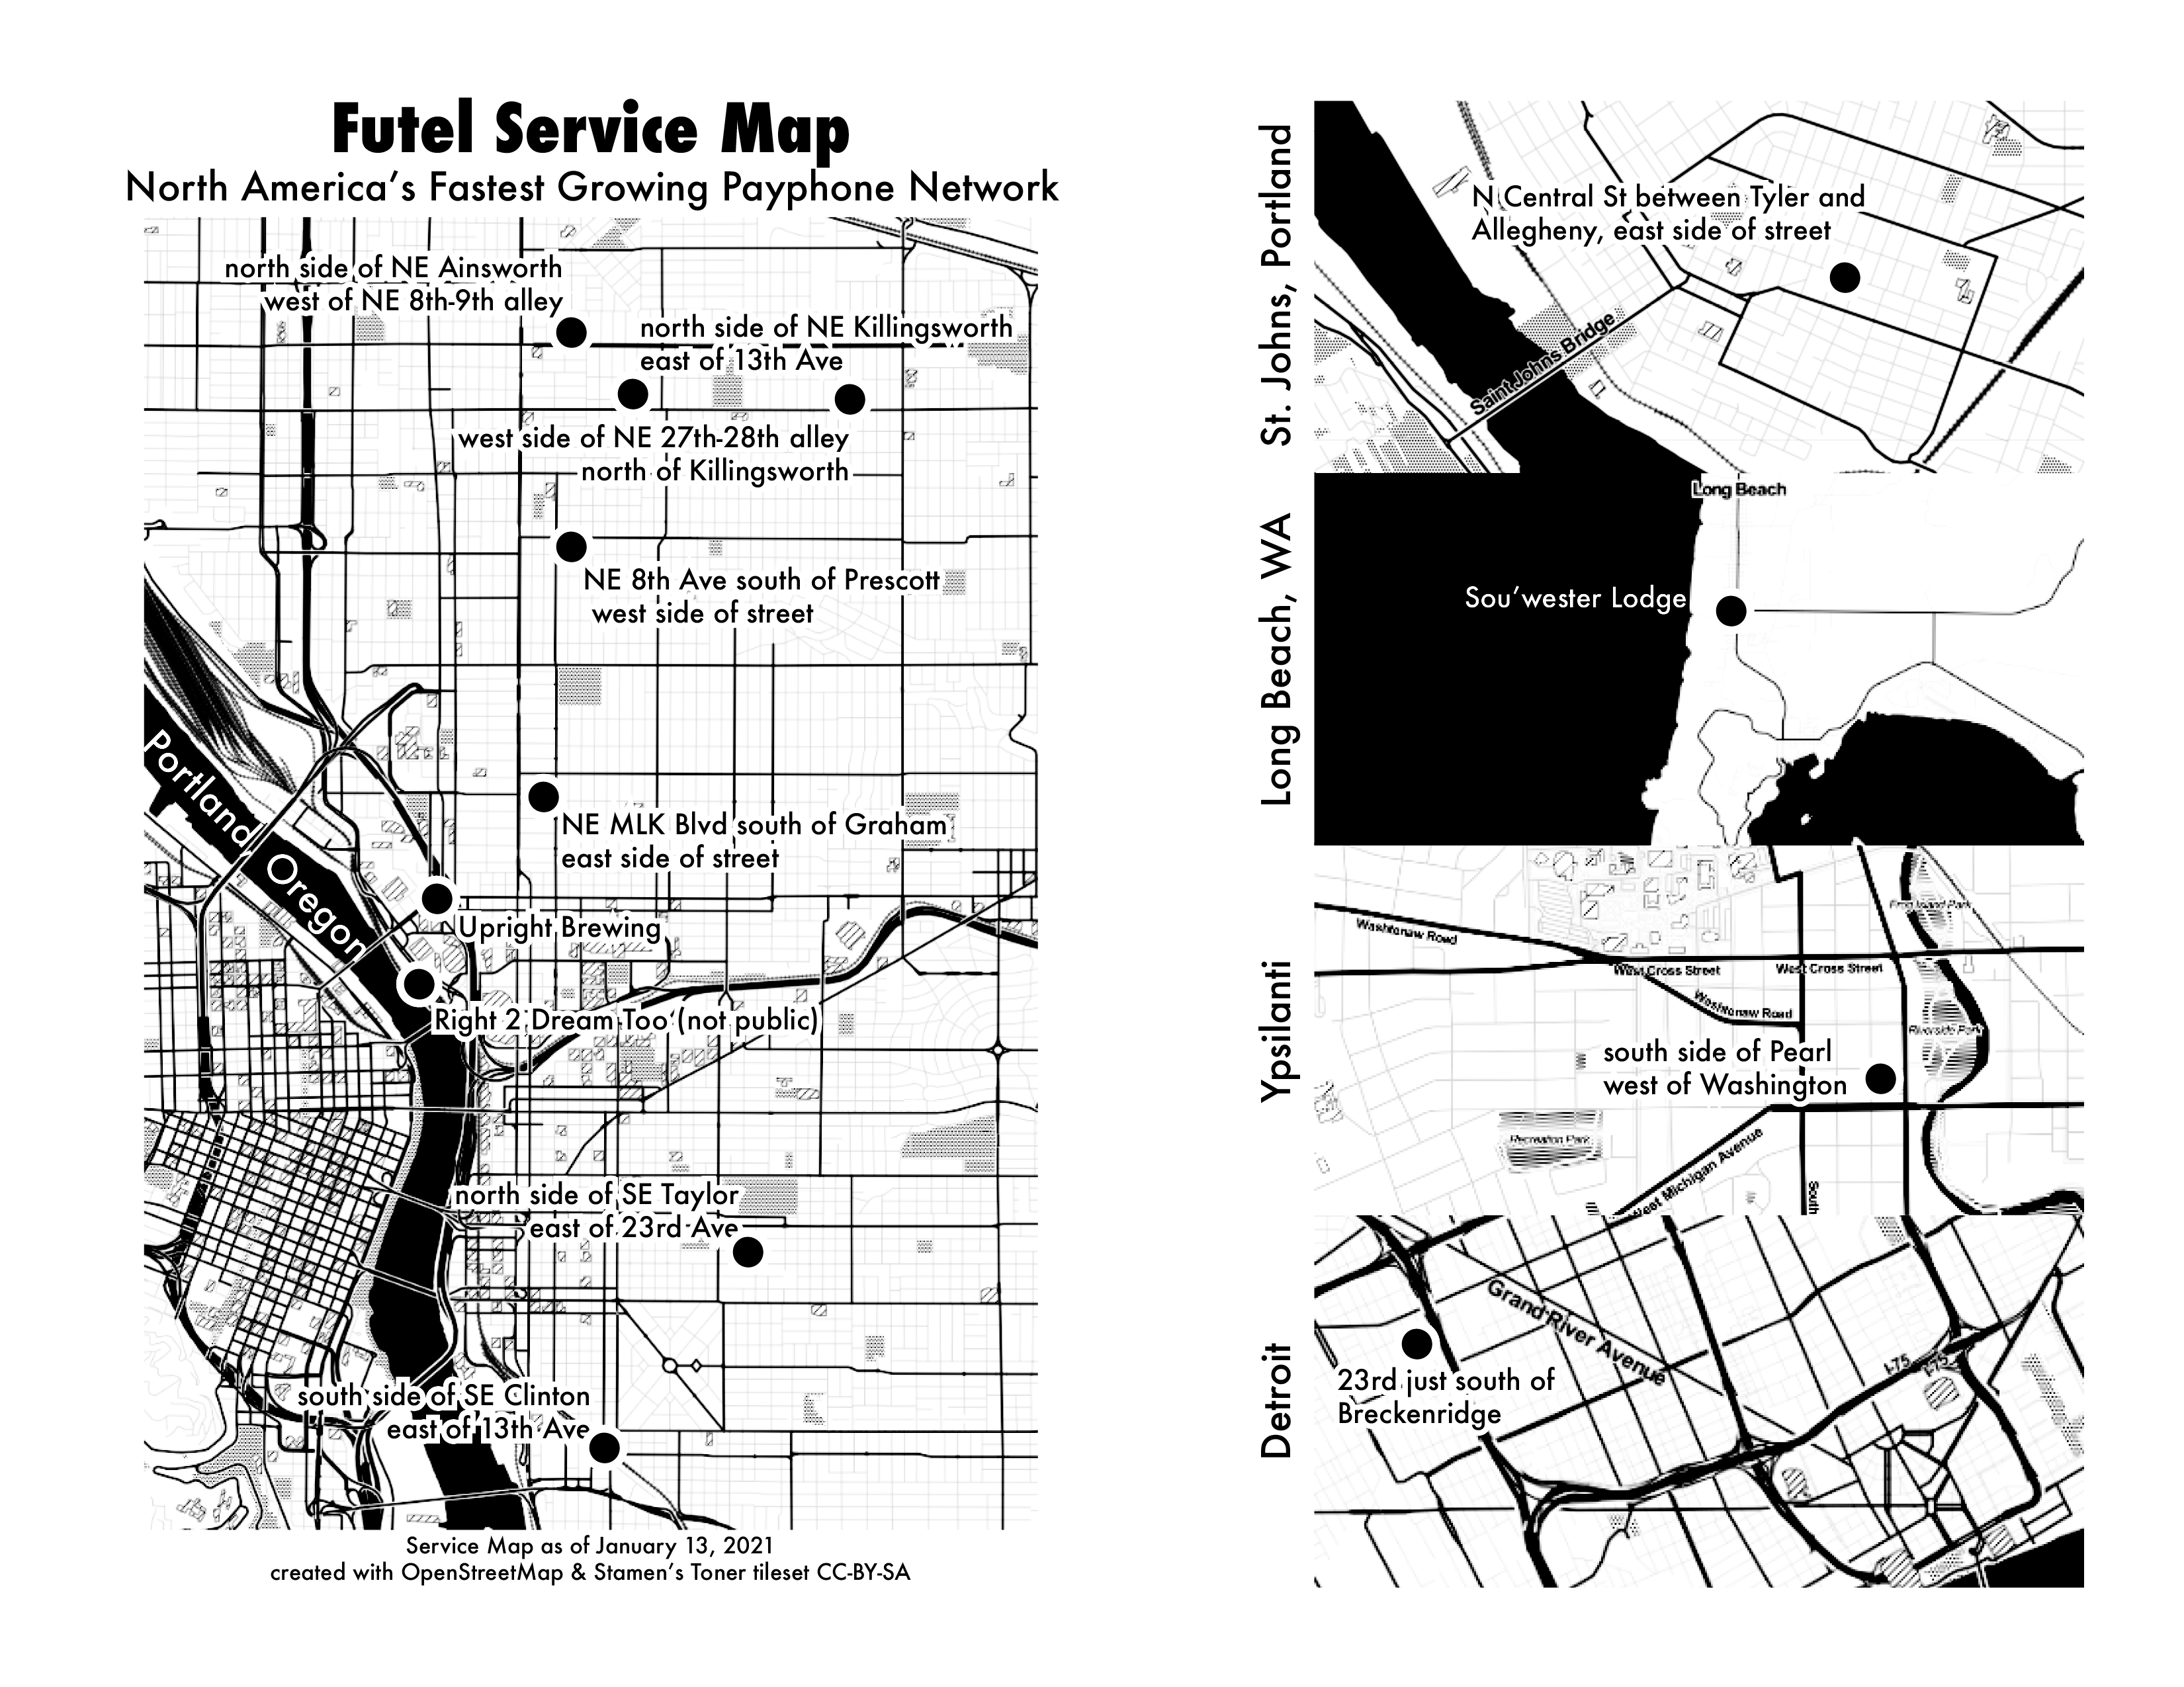 Futel Service Map
North America's Fastest Growing Payphone Network
north side of NE Ainsworth
west of NE 8th-9th alley
north side of NE Killingsworth
east of 13th Ave
west side of NE 27th-28th alley
north of Killingsworth
NE 8th Ave south of Prescott
west side of street
NE MLK Blvd south of Graham
east side of street
Portland Oregon
Upright Brewing
Right 2 Dream Too (not public)
north side of SE Taylor
east of 23rd Ave
south side of SE Clinton
east of 13th Ave
Service Map as of January 13, 2021
created with OpenStreetMap & Stamen's Toner tileset CC-BY-SA
St. Johns, Portland
N Central St between Tyler and
Allegheny, east side of street
Saint Johns Bridge
Long Beach, WA
Long Beach
Sou'wester Lodge
Ypsilanti
Washtenaw Road
Frog Island Park
West Cross Street
West Cross Street
Washtenaw Road
Riverside Park
south side of Pearl
west of Washington
Recreation Park
West Michigan Avenue
South
Detroit
Grand River Avenue
23rd just south of
Breckenridge
I-75
I-75